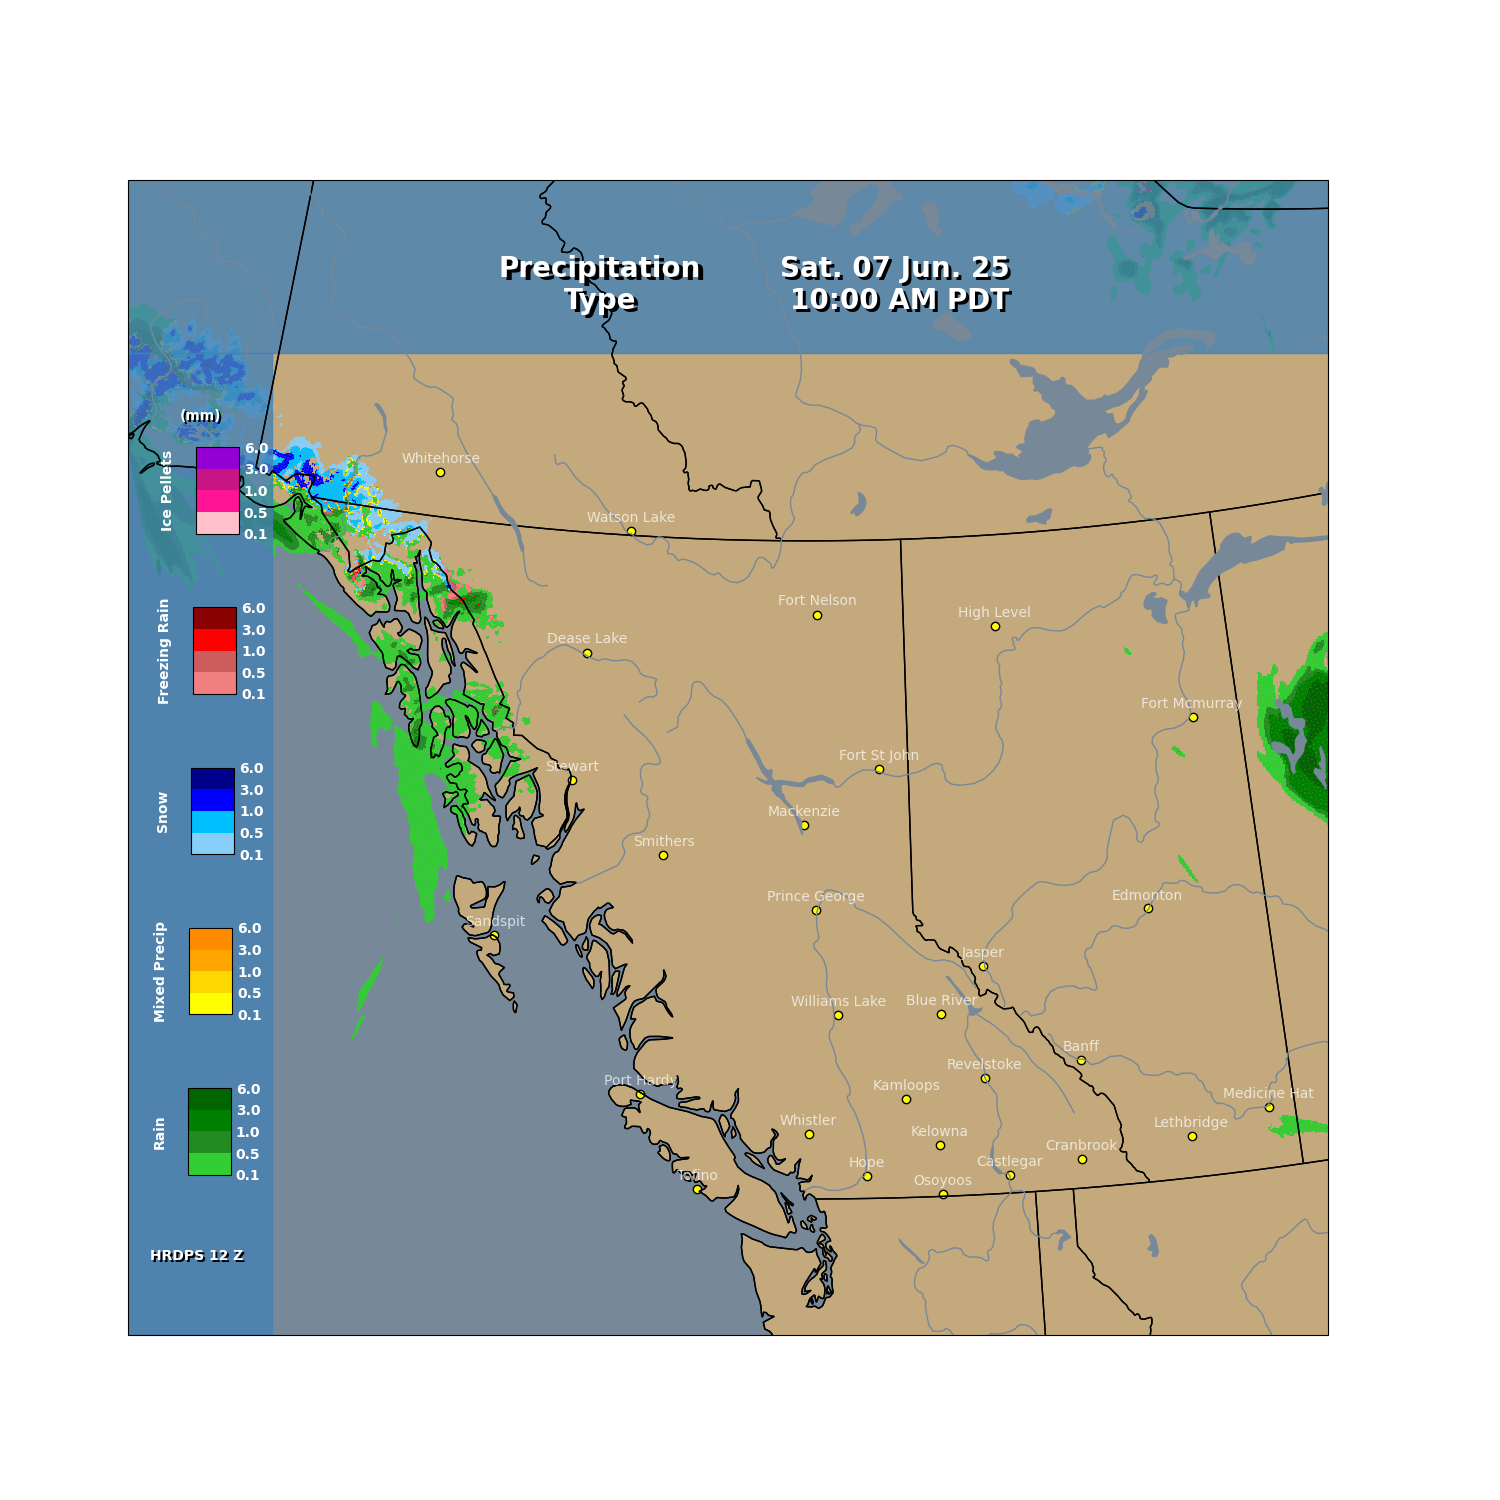 Precipitation
Type
Sat. 07 Jun. 25
10:00 AM PDT
(mm)
Ice Pellets
6.0
3.0
1.0
0.5
0.1
Freezing Rain
6.0
3.0
1.0
0.5
0.1
Snow
6.0
3.0
1.0
0.5
0.1
Mixed Precip
6.0
3.0
1.0
0.5
0.1
Rain
6.0
3.0
1.0
0.5
0.1
HRDPS 12 Z
Whitehorse
Watson Lake
Fort Nelson
High Level
Dease Lake
Fort Mcmurray
Fort St John
Stewart
Mackenzie
Smithers
Prince George
Edmonton
Sandspit
Jasper
Williams Lake
Blue River
Banff
Revelstoke
Port Hardy
Kamloops
Medicine Hat
Whistler
Lethbridge
Kelowna
Cranbrook
Hope
Castlegar
Tofino
Osoyoos